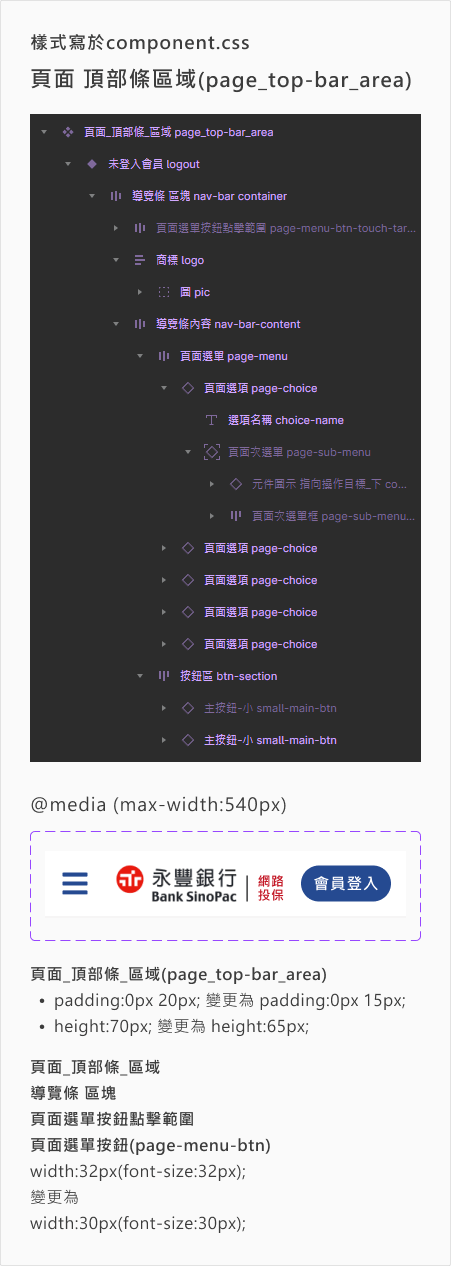 樣式寫於component.css
頁面 頂部條區域(page_top-bar_area)
頁面_頂部條_區域 page_top-bar_area
未登入會員 logout
導覽條 區塊 nav-bar container
頁面選單按鈕點擊範圍 page-menu-btn-touch-tar...
商標 logo
圖 pic
導覽條內容 nav-bar-content
頁面選單 page-menu
頁面選項 page-choice
選項名稱 choice-name
頁面次選單 page-sub-menu
元件圖示 指向操作目標_下 co...
頁面次選單框 page-sub-menu...
頁面選項 page-choice
頁面選項 page-choice
頁面選項 page-choice
頁面選項 page-choice
按鈕區 btn-section
主按鈕-小 small-main-btn
主按鈕-小 small-main-btn
@media (max-width:540px)
永豐銀行
Bank SinoPac
網路
投保
會員登入
頁面_頂部條_區域(page_top-bar_area)
• padding:0px 20px; 變更為 padding:0px 15px;
• height:70px; 變更為 height:65px;
頁面_頂部條_區域
導覽條 區塊
頁面選單按鈕點擊範圍
頁面選單按鈕(page-menu-btn)
width:32px(font-size:32px);
變更為
width:30px(font-size:30px);